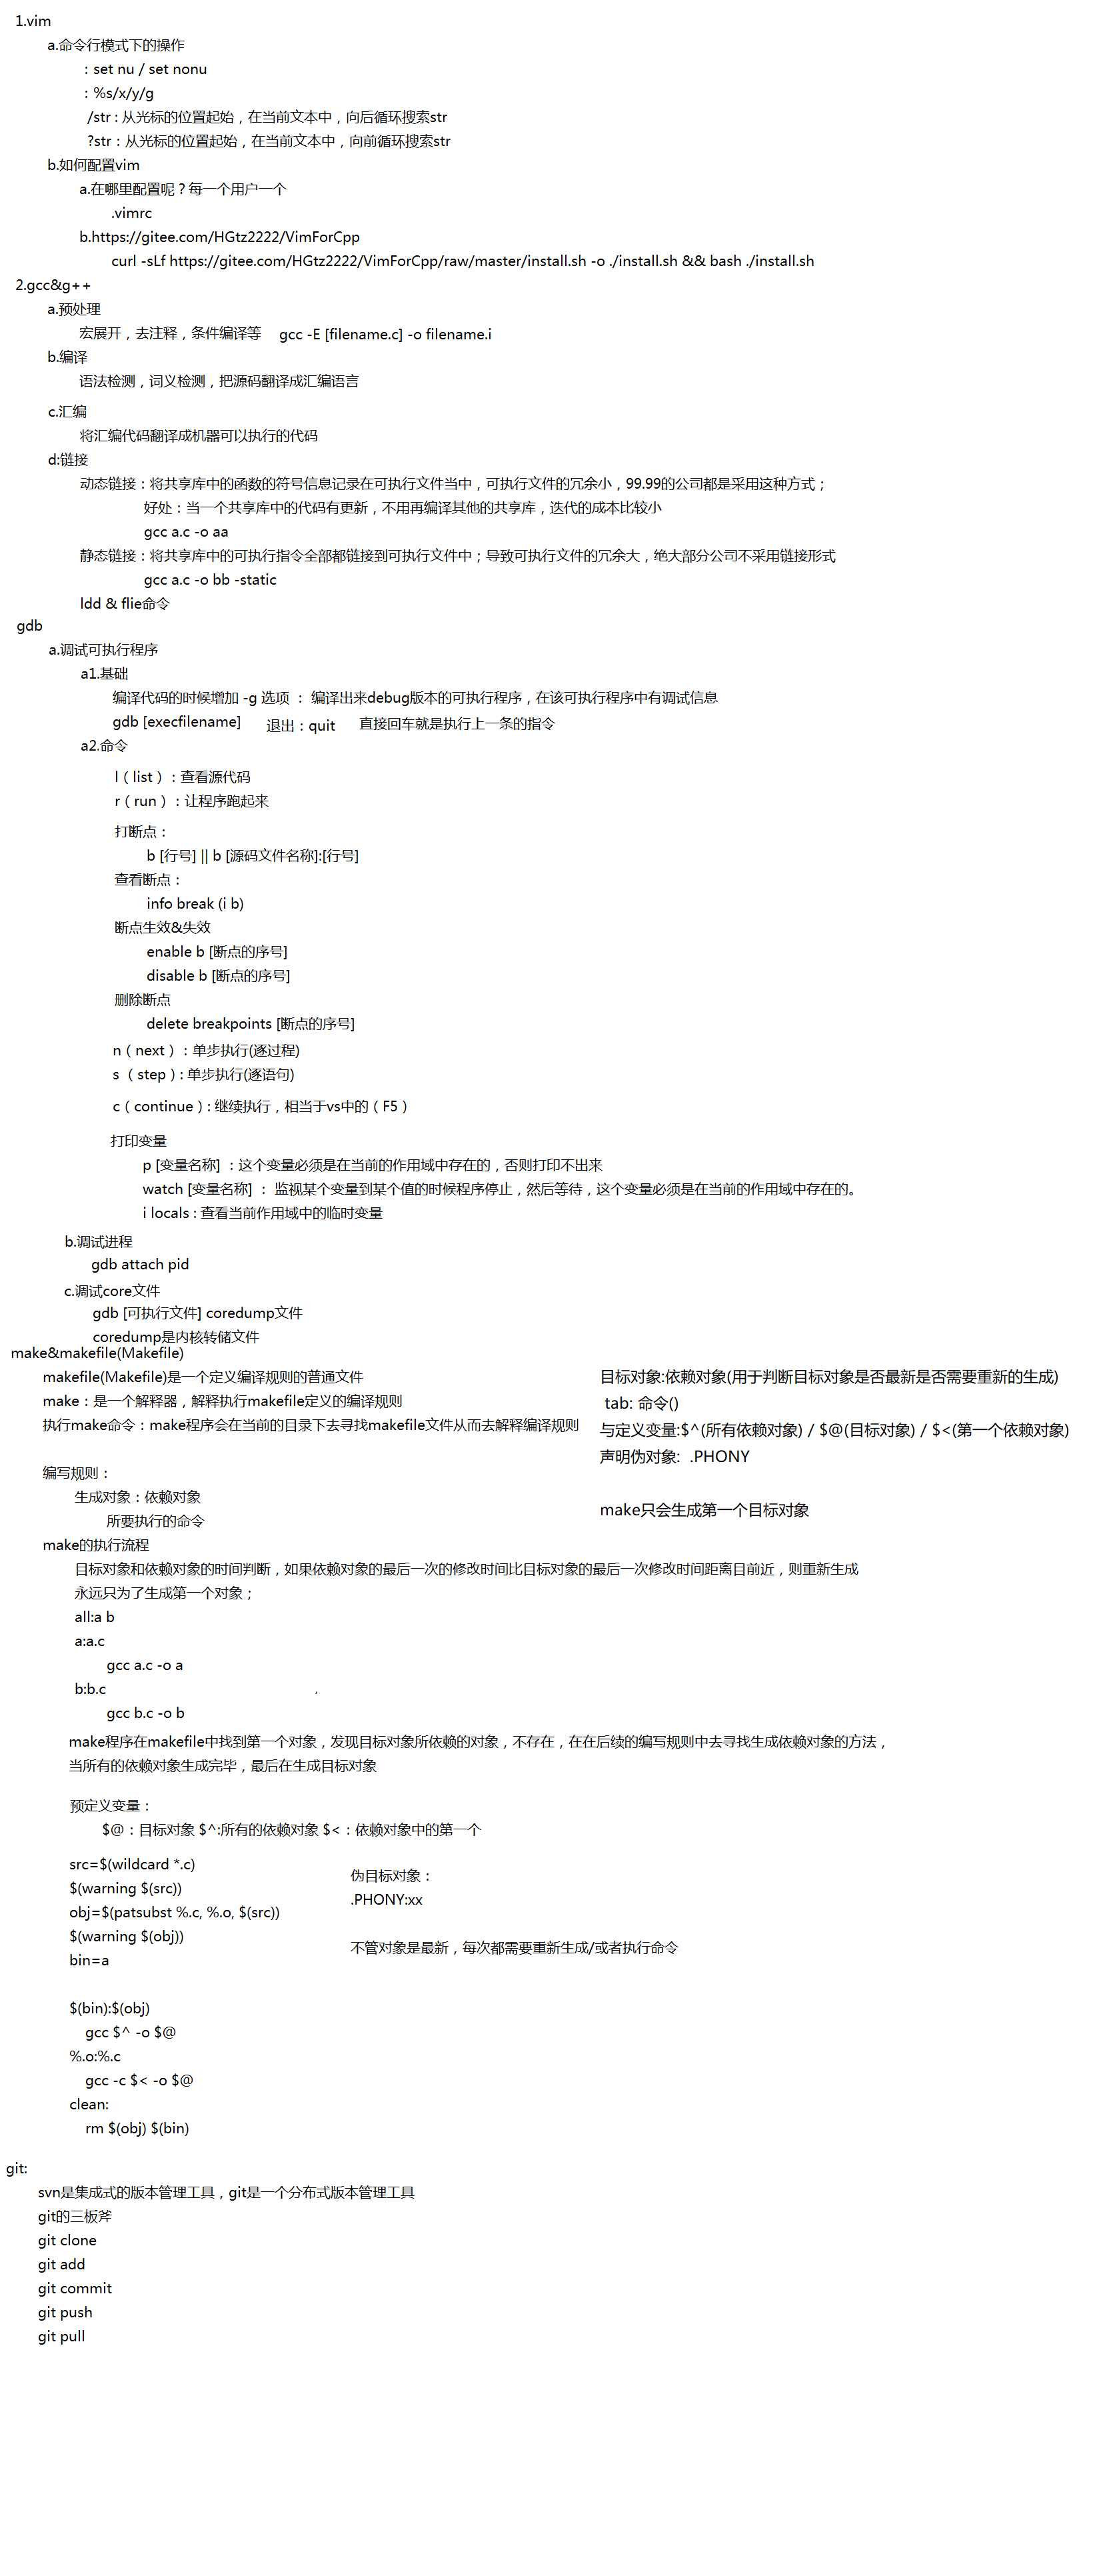 1.vim
a.命令行模式下的操作
: set nu / set nonu
: %s/x/y/g
/str : 从光标的位置起始，在当前文本中，向后循环搜索str
?str : 从光标的位置起始，在当前文本中，向前循环搜索str
b.如何配置vim
a.在哪里配置呢？每一个用户一个
.vimrc
b.https://gitee.com/HGtz2222/VimForCpp
curl -sLf https://gitee.com/HGtz2222/VimForCpp/raw/master/install.sh -o ./install.sh && bash ./install.sh
2.gcc&g++
a.预处理
宏展开，去注释，条件编译等 gcc -E [filename.c] -o filename.i
b.编译
语法检测，词义检测，把源码翻译成汇编语言
c.汇编
将汇编代码翻译成机器可以执行的代码
d:链接
动态链接：将共享库中的函数的符号信息记录在可执行文件当中，可执行文件的冗余小，99.99的公司都是采用这种方式；
好处：当一个共享库中的代码有更新，不用再编译其他的共享库，迭代的成本比较小
gcc a.c -o aa
静态链接：将共享库中的可执行指令全部都链接到可执行文件中；导致可执行文件的冗余大，绝大部分公司不采用链接形式
gcc a.c -o bb -static
ldd & flie命令
gdb
a.调试可执行程序
a1.基础
编译代码的时候增加 -g 选项 ： 编译出来debug版本的可执行程序，在该可执行程序中有调试信息
gdb [execfilename] 退出：quit 直接回车就是执行上一条的指令
a2.命令
l（list）：查看源代码
r（run）：让程序跑起来
打断点：
b [行号] || b [源码文件名称]:[行号]
查看断点：
info break (i b)
断点生效&失效
enable b [断点的序号]
disable b [断点的序号]
删除断点
delete breakpoints [断点的序号]
n（next）：单步执行(逐过程)
s （step）: 单步执行(逐语句)
c（continue）: 继续执行，相当于vs中的（F5）
打印变量
p [变量名称] ：这个变量必须是在当前的作用域中存在的，否则打印不出来
watch [变量名称] ： 监视某个变量到某个值的时候程序停止，然后等待，这个变量必须是在当前的作用域中存在的。
i locals : 查看当前作用域中的临时变量
b.调试进程
gdb attach pid
c.调试core文件
gdb [可执行文件] coredump文件
coredump是内核转储文件
make&makefile(Makefile)
makefile(Makefile)是一个定义编译规则的普通文件
make：是一个解释器，解释执行makefile定义的编译规则
执行make命令：make程序会在当前的目录下去寻找makefile文件从而去解释编译规则
目标对象:依赖对象(用于判断目标对象是否最新是否需要重新的生成)
tab: 命令()
与定义变量:$^(所有依赖对象) / $@(目标对象) / $<(第一个依赖对象)
声明伪对象: .PHONY
make只会生成第一个目标对象
编写规则：
生成对象：依赖对象
所要执行的命令
make的执行流程
目标对象和依赖对象的时间判断，如果依赖对象的最后一次的修改时间比目标对象的最后一次修改时间距离目前近，则重新生成
永远只为了生成第一个对象；
all:a b
a:a.c
gcc a.c -o a
b:b.c
gcc b.c -o b
make程序在makefile中找到第一个对象，发现目标对象所依赖的对象，不存在，在在后续的编写规则中去寻找生成依赖对象的方法，
当所有的依赖对象生成完毕，最后在生成目标对象
预定义变量：
$@：目标对象 $^:所有的依赖对象 $<：依赖对象中的第一个
src=$(wildcard *.c)
$(warning $(src))
obj=$(patsubst %.c, %.o, $(src))
$(warning $(obj))
bin=a
伪目标对象：
.PHONY:xx
不管对象是最新，每次都需要重新生成/或者执行命令
$(bin):$(obj)
gcc $^ -o $@
%.o:%.c
gcc -c $< -o $@
clean:
rm $(obj) $(bin)
git:
svn是集成式的版本管理工具，git是一个分布式版本管理工具
git的三板斧
git clone
git add
git commit
git push
git pull